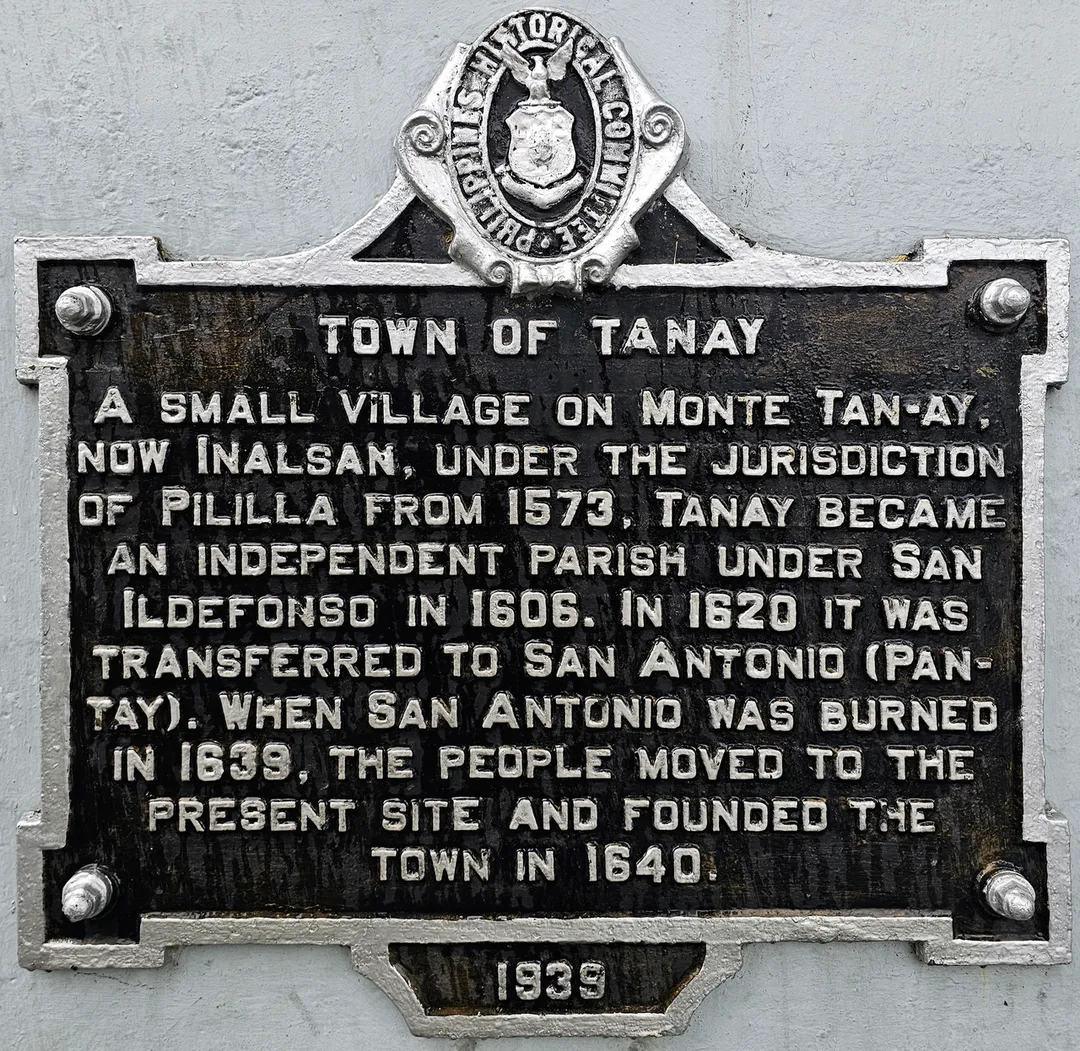 PHILIPPINES HISTORICAL COMMITTEE
TOWN OF TANAY
A SMALL VILLAGE ON MONTE TAN-AY,
NOW INALSAN, UNDER THE JURISDICTION
OF PILILLA FROM 1573, TANAY BECAME
AN INDEPENDENT PARISH UNDER SAN
ILDEFONSO IN 1606. IN 1620 IT WAS
TRANSFERRED TO SAN ANTONIO (PAN-
TAY). WHEN SAN ANTONIO WAS BURNED
IN 1639, THE PEOPLE MOVED TO THE
PRESENT SITE AND FOUNDED THE
TOWN IN 1640.
1939